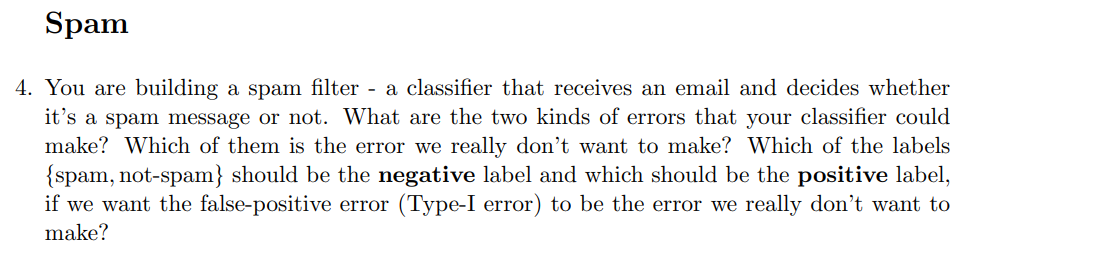 Spam
4. You are building a spam filter - a classifier that receives an email and decides whether
it's a spam message or not. What are the two kinds of errors that your classifier could
make? Which of them is the error we really don't want to make? Which of the labels
{spam, not-spam} should be the negative label and which should be the positive label,
if we want the false-positive error (Type-I error) to be the error we really don't want to
make?